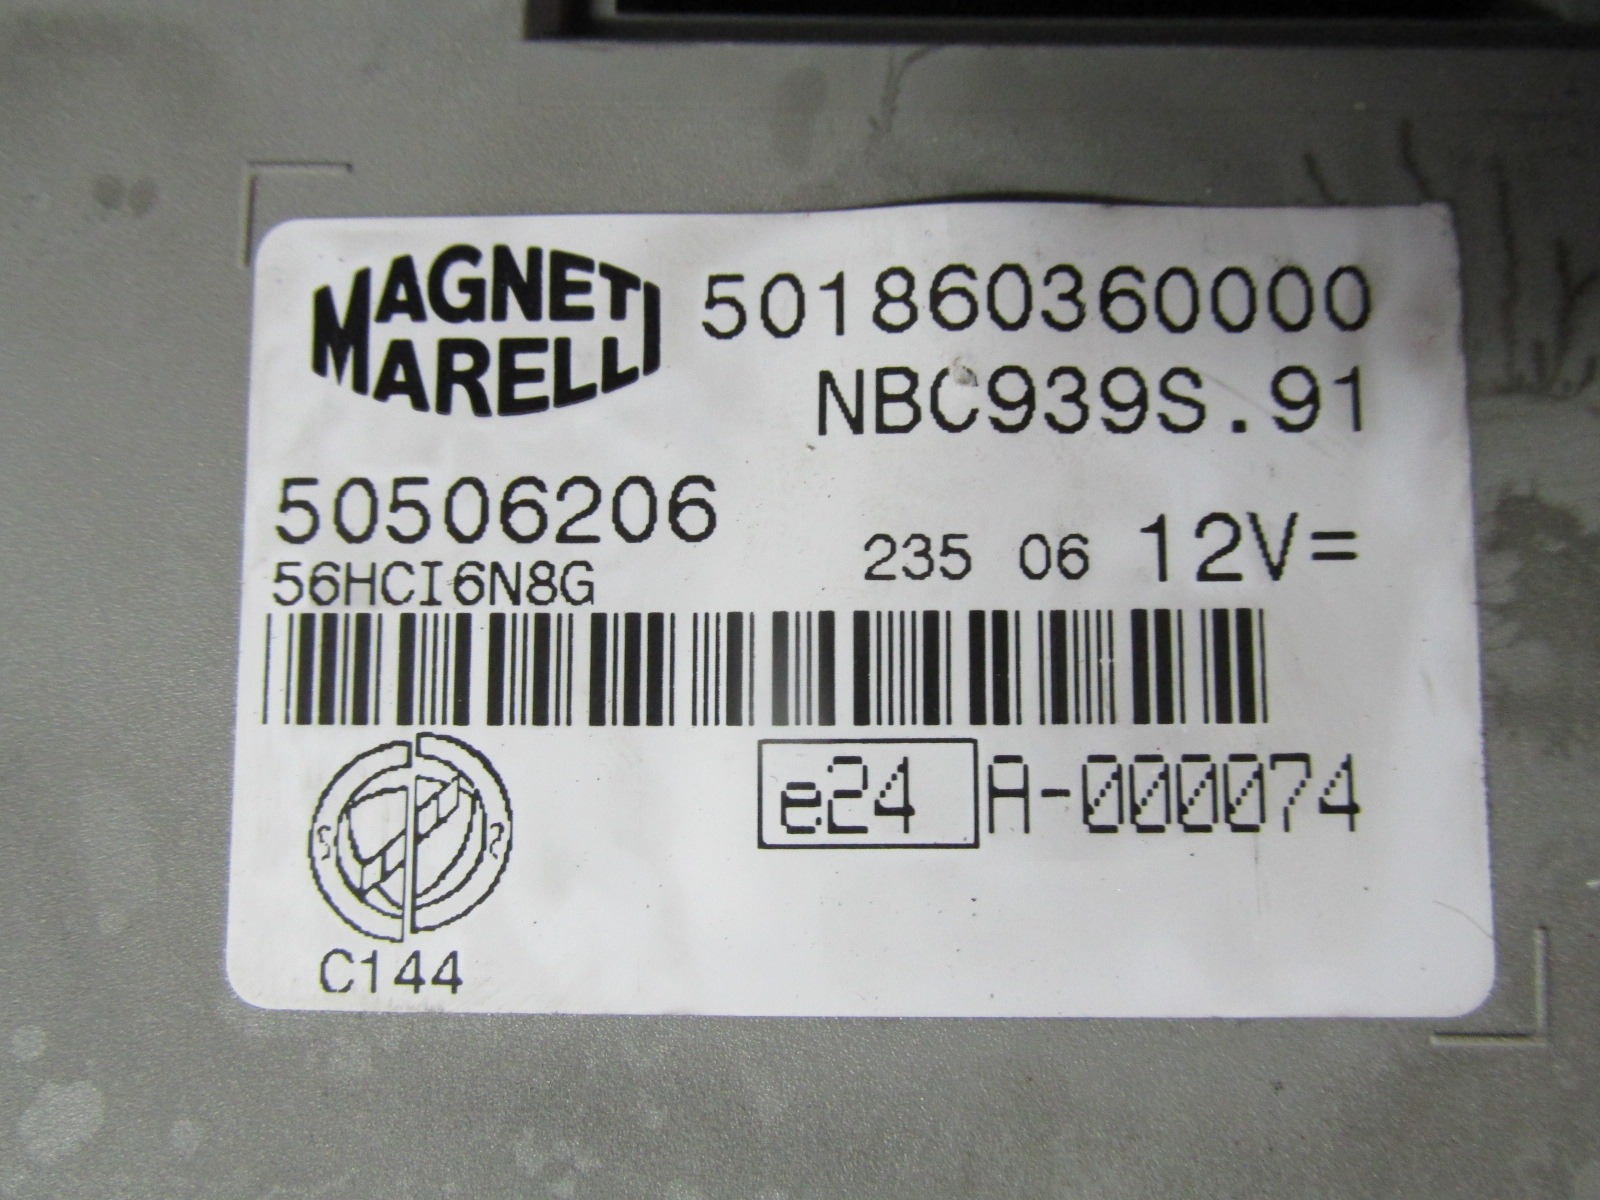 MAGNETI
MARELLI
501860360000
NBC939S.91
50506206
235 06 12V=
56HCI6N8G
e24 A-000074
C144